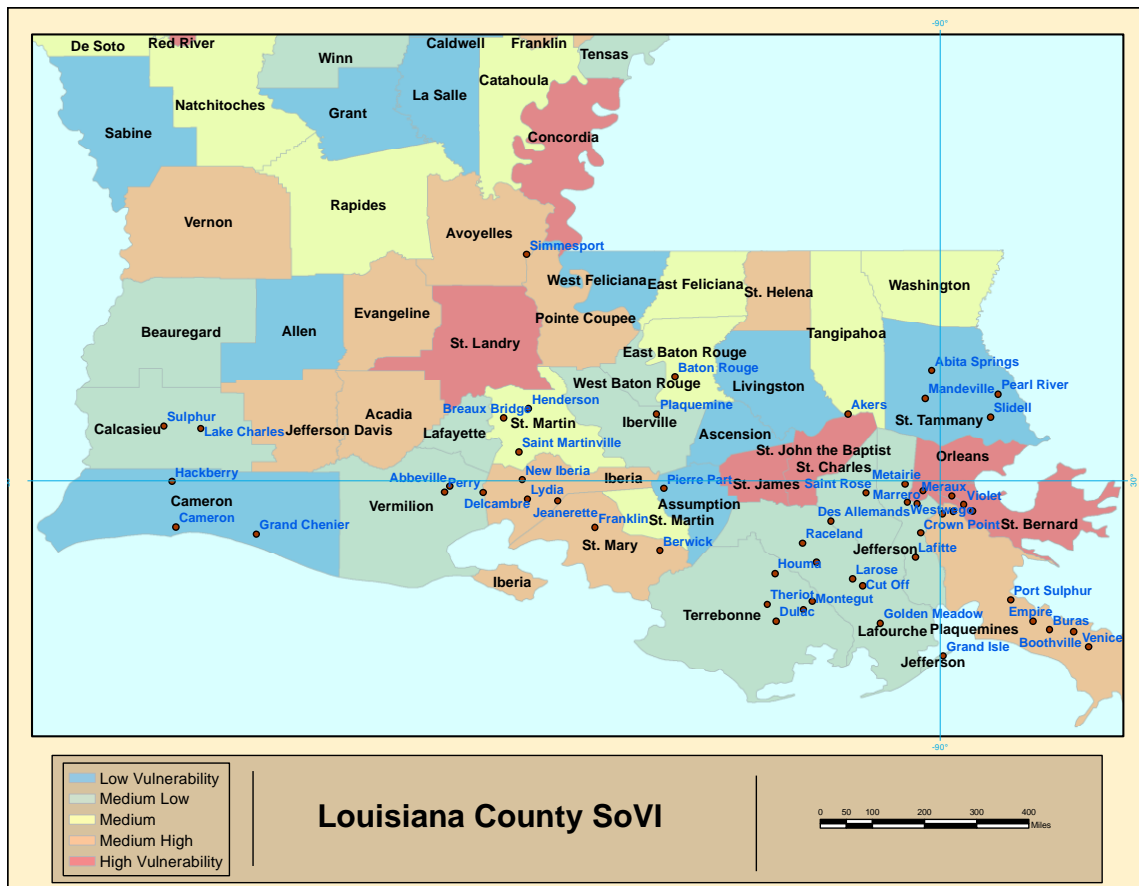 -90°
De Soto
Red River
Winn
Caldwell
Franklin
Tensas
Natchitoches
Catahoula
La Salle
Grant
Sabine
Concordia
Rapides
Vernon
Avoyelles
Simmesport
West Feliciana
East Feliciana
St. Helena
Washington
Evangeline
Pointe Coupee
Tangipahoa
Beauregard
Allen
St. Landry
East Baton Rouge
Baton Rouge
Abita Springs
West Baton Rouge
Livingston
Mandeville
Pearl River
Breaux Bridge
Henderson
Plaquemine
Akers
Slidell
Sulphur
Acadia
St. Martin
Iberville
St. Tammany
Calcasieu
Lake Charles
Jefferson Davis
Lafayette
Ascension
Saint Martinville
St. John the Baptist
Orleans
St. Charles
Hackberry
Abbeville
Perry
New Iberia
Iberia
Pierre Part
St. James
Saint Rose
Metairie
Meraux
30°
Cameron
Vermilion
Delcambre
Lydia
Assumption
Marrero
Violet
Jeanerette
St. Martin
Des Allemands
Westwego
Cameron
Grand Chenier
Franklin
St. Mary
Berwick
Raceland
Crown Point
St. Bernard
Jefferson
Lafitte
Iberia
Houma
Larose
Cut Off
Theriot
Montegut
Port Sulphur
Terrebonne
Dulac
Golden Meadow
Empire
Buras
Lafourche
Plaquemines
Boothville
Venice
Grand Isle
Jefferson
-90°
Low Vulnerability
Medium Low
Medium
Medium High
High Vulnerability
Louisiana County SoVI
0 50 100 200 300 400
Miles